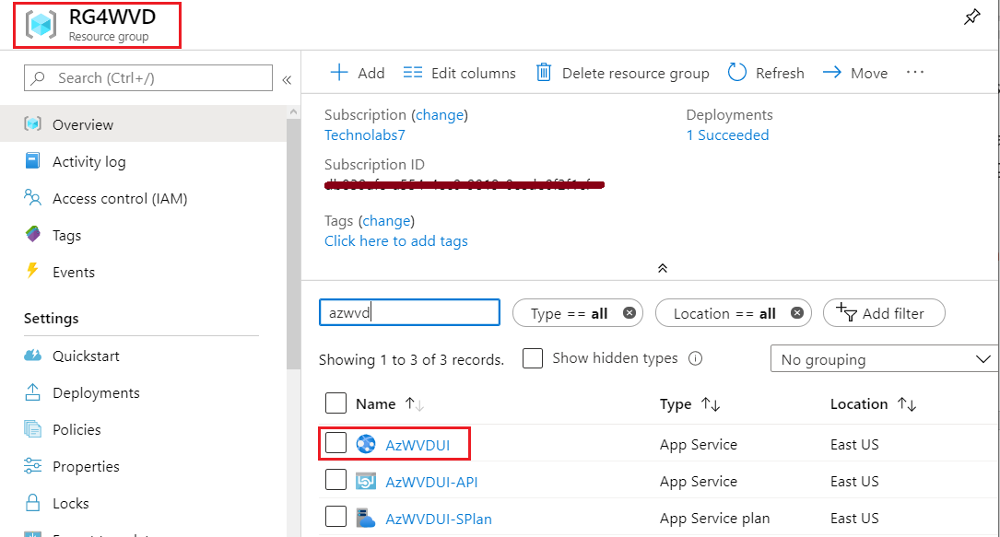 RG4WVD
Resource group
Search (Ctrl+/)
«
Overview
Activity log
Access control (IAM)
Tags
Events
Settings
Quickstart
Deployments
Policies
Properties
Locks
Add
Edit columns
Delete resource group
Refresh
Move
···
Subscription (change)
Technolabs7
Deployments
1 Succeeded
Subscription ID
Tags (change)
Click here to add tags
azwvd
Type == all
Location == all
Add filter
Showing 1 to 3 of 3 records.
Show hidden types
No grouping
Name ↑↓
Type ↑↓
Location ↑↓
AzWVDUI
App Service
East US
AzWVDUI-API
App Service
East US
AzWVDUI-SPlan
App Service plan
East US